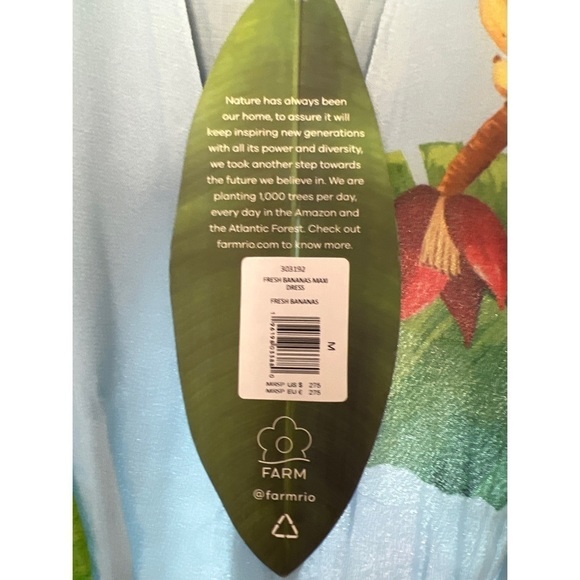 Nature has always been
our home, to assure it will
keep inspiring new generations
with all its power and diversity,
we took another step towards
the future we believe in. We are
planting 1,000 trees per day,
every day in the Amazon and
the Atlantic Forest. Check out
farmrio.com to know more.
303192
FRESH BANANAS MAXI
DRESS
FRESH BANANAS
M
MSRP US $ 275
MSRP EU € 275
FARM
@farmrio